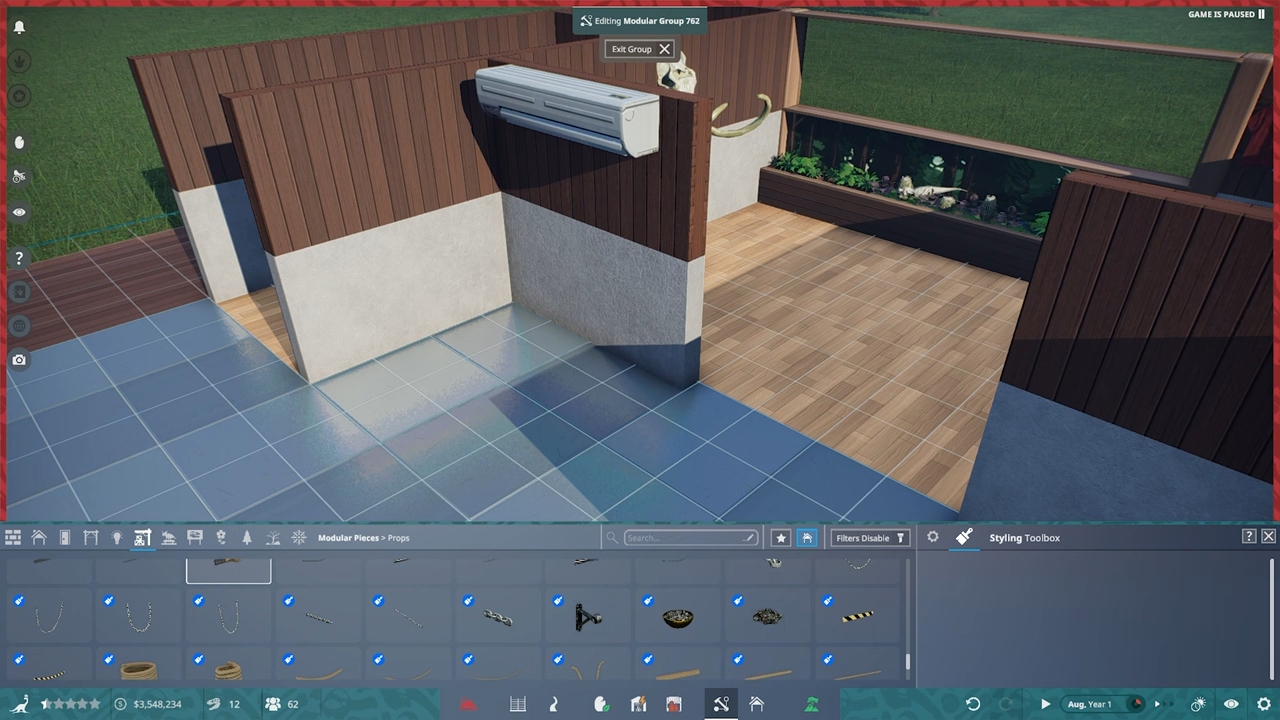 Editing Modular Group 762
Exit Group
GAME IS PAUSED
?
Modular Pieces > Props
Search...
Filters Disable
Styling Toolbox
?
$3,548,234
12
62
Aug, Year 1